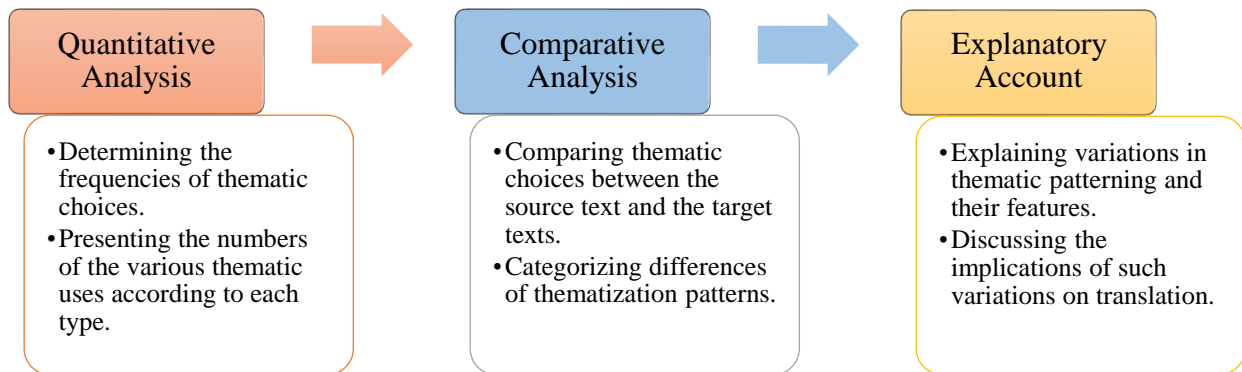 Quantitative
Analysis
•Determining the
frequencies of thematic
choices.
•Presenting the numbers
of the various thematic
uses according to each
type.
Comparative
Analysis
•Comparing thematic
choices between the
source text and the target
texts.
•Categorizing differences
of thematization patterns.
Explanatory
Account
•Explaining variations in
thematic patterning and
their features.
•Discussing the
implications of such
variations on translation.